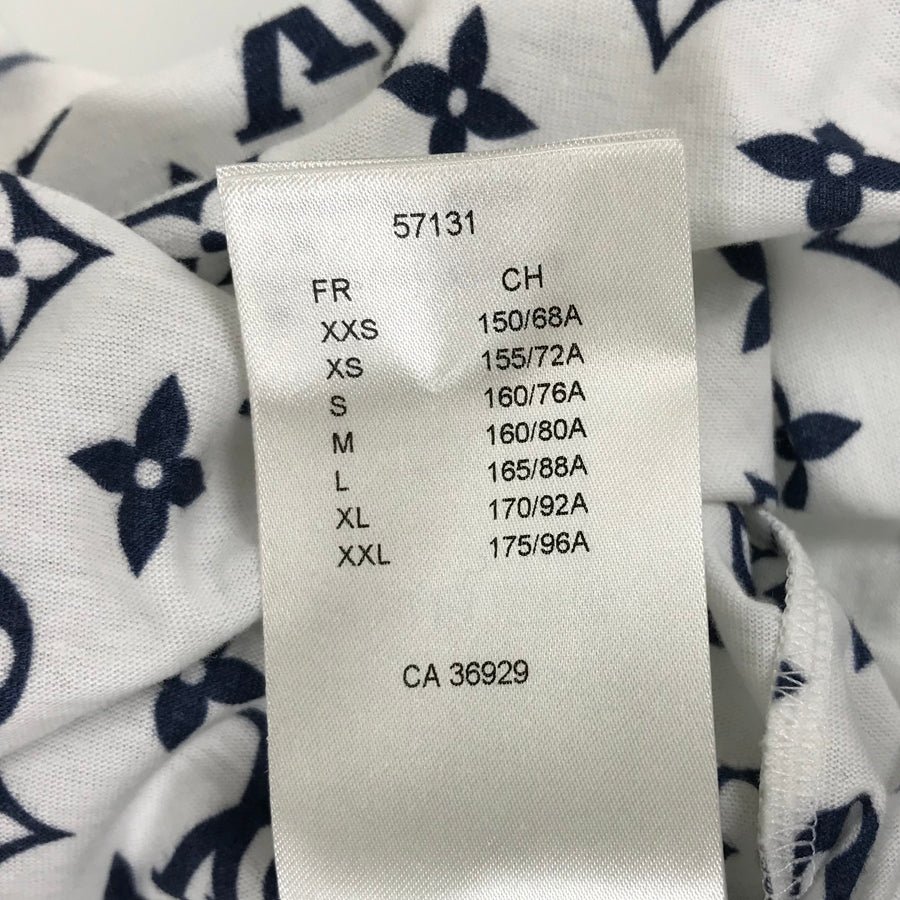 57131
FR CH
XXS 150/68A
XS 155/72A
S 160/76A
M 160/80A
L 165/88A
XL 170/92A
XXL 175/96A
CA 36929